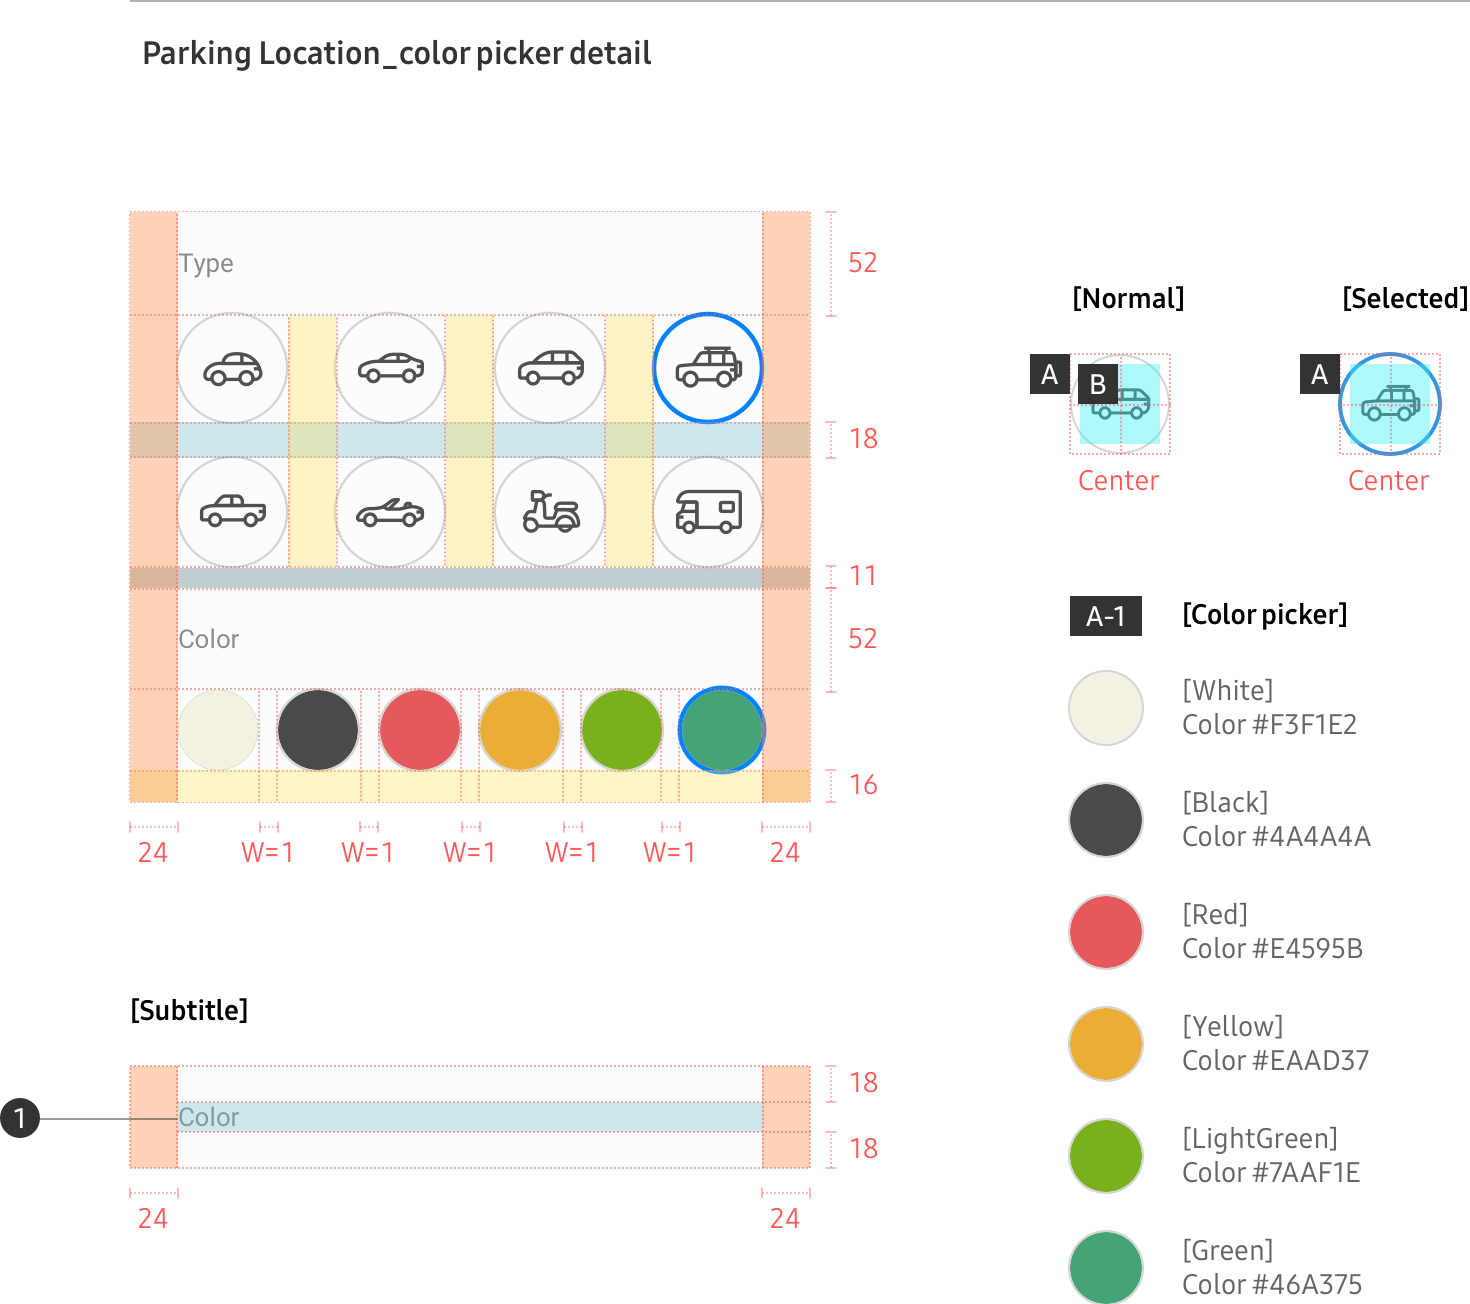 Parking Location_color picker detail
Type
52
18
11
Color
52
16
24
W=1
W=1
W=1
W=1
W=1
24
[Subtitle]
1
Color
18
18
24
24
[Normal]
[Selected]
A
B
A
Center
Center
A-1
[Color picker]
[White]
Color #F3F1E2
[Black]
Color #4A4A4A
[Red]
Color #E4595B
[Yellow]
Color #EAAD37
[LightGreen]
Color #7AAF1E
[Green]
Color #46A375